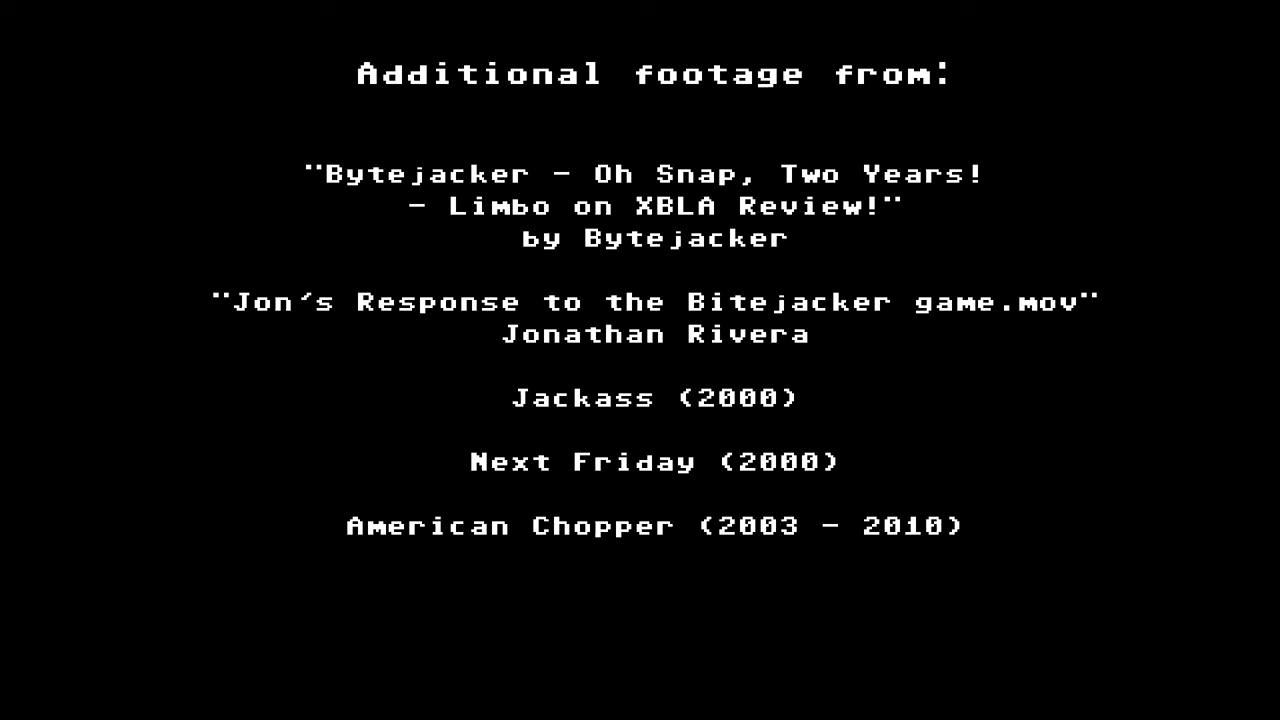 Additional footage from:
"Bytejacker - Oh Snap, Two Years!
- Limbo on XBLA Review!"
by Bytejacker
"Jon's Response to the Bitejacker game.mov"
Jonathan Rivera
Jackass (2000)
Next Friday (2000)
American Chopper (2003 - 2010)